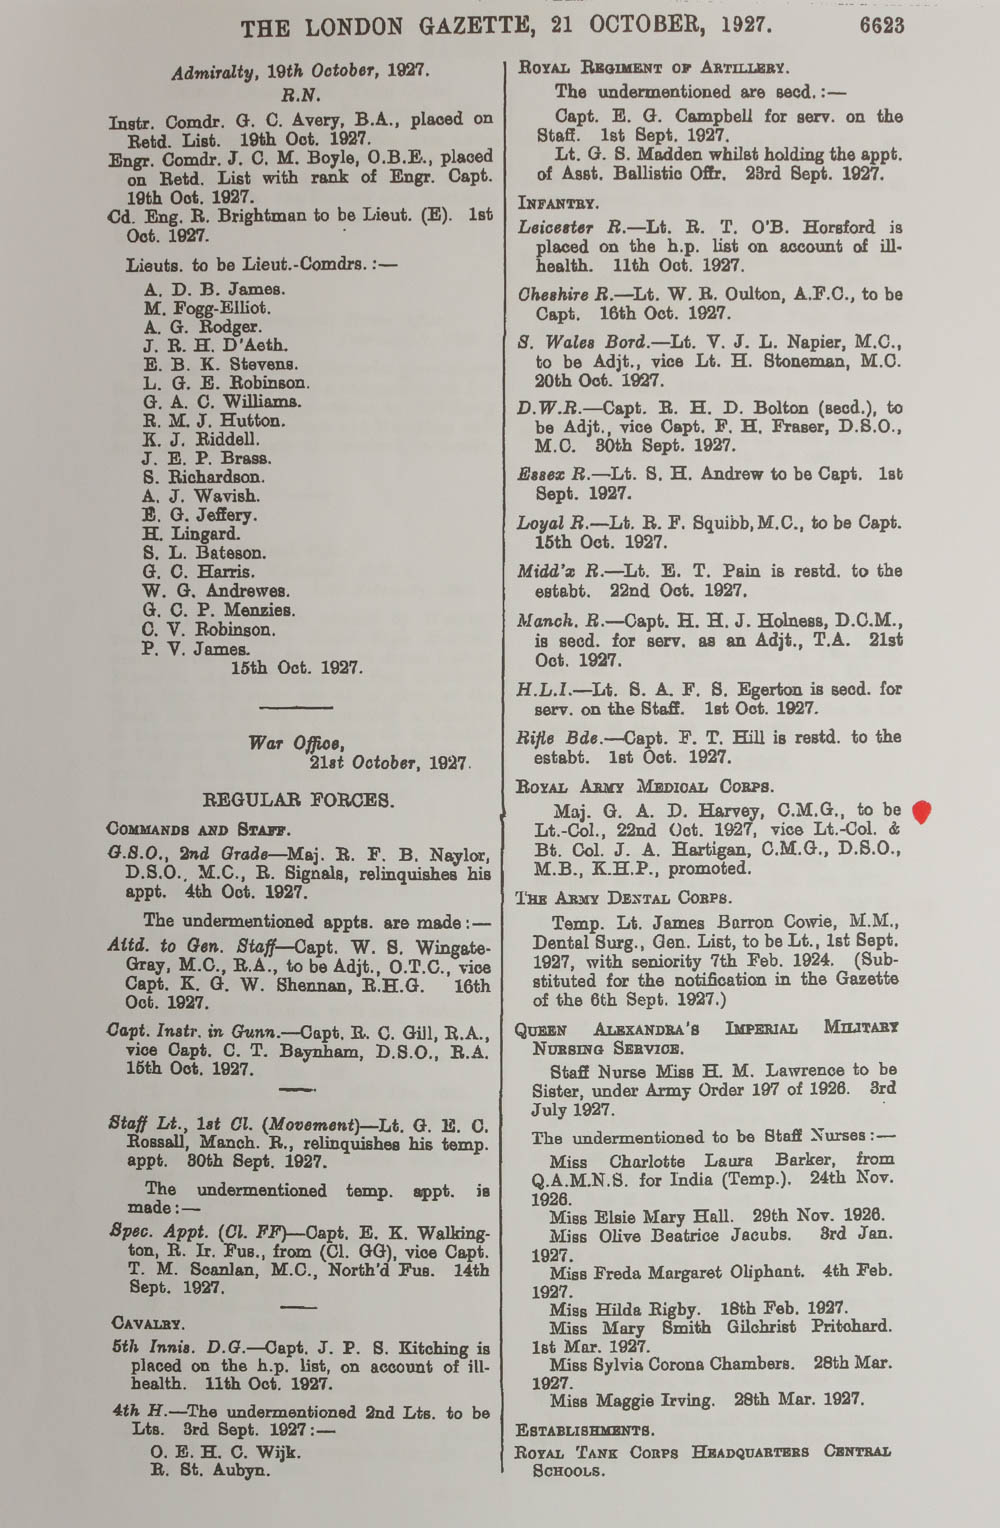 THE LONDON GAZETTE, 21 OCTOBER, 1927. 6623
Admiralty, 19th October, 1927.
R.N.
Instr. Comdr. G. C. Avery, B.A., placed on
Retd. List. 19th Oct. 1927.
Engr. Comdr. J. C. M. Boyle, O.B.E., placed
on Retd. List with rank of Engr. Capt.
19th Oct. 1927.
Cd. Eng. R. Brightman to be Lieut. (E). 1st
Oct. 1927.
Lieuts. to be Lieut.-Comdrs. :—
A. D. B. James.
M. Fogg-Elliot.
A. G. Rodger.
J. R. H. D'Aeth.
E. B. K. Stevens.
L. G. E. Robinson.
G. A. C. Williams.
R. M. J. Hutton.
K. J. Riddell.
J. E. P. Brass.
S. Richardson.
A. J. Wavish.
E. G. Jeffery.
H. Lingard.
S. L. Bateson.
G. C. Harris.
W. G. Andrewes.
G. C. P. Menzies.
C. V. Robinson.
P. V. James.
15th Oct. 1927.
War Office,
21st October, 1927.
REGULAR FORCES.
COMMANDS AND STAFF.
G.S.O., 2nd Grade—Maj. R. F. B. Naylor,
D.S.O., M.C., R. Signals, relinquishes his
appt. 4th Oct. 1927.
The undermentioned appts. are made :—
Attd. to Gen. Staff—Capt. W. S. Wingate-
Gray, M.C., R.A., to be Adjt., O.T.C., vice
Capt. K. G. W. Shennan, R.H.G. 16th
Oct. 1927.
Capt. Instr. in Gunn.—Capt. R. C. Gill, R.A.,
vice Capt. C. T. Baynham, D.S.O., R.A.
15th Oct. 1927.
Staff Lt., 1st Cl. (Movement)—Lt. G. E. C.
Rossall, Manch. R., relinquishes his temp.
appt. 30th Sept. 1927.
The undermentioned temp. appt. is
made :—
Spec. Appt. (Cl. FF)—Capt. E. K. Walking-
ton, R. Ir. Fus., from (Cl. GG), vice Capt.
T. M. Scanlan, M.C., North'd Fus. 14th
Sept. 1927.
CAVALRY.
5th Innis. D.G.—Capt. J. P. S. Kitching is
placed on the h.p. list, on account of ill-
health. 11th Oct. 1927.
4th H.—The undermentioned 2nd Lts. to be
Lts. 3rd Sept. 1927 :—
O. E. H. C. Wijk.
R. St. Aubyn.
ROYAL REGIMENT OF ARTILLERY.
The undermentioned are secd. :—
Capt. E. G. Campbell for serv. on the
Staff. 1st Sept. 1927.
Lt. G. S. Madden whilst holding the appt.
of Asst. Ballistic Offr. 23rd Sept. 1927.
INFANTRY.
Leicester R.—Lt. R. T. O'B. Horsford is
placed on the h.p. list on account of ill-
health. 11th Oct. 1927.
Cheshire R.—Lt. W. R. Oulton, A.F.C., to be
Capt. 16th Oct. 1927.
S. Wales Bord.—Lt. V. J. L. Napier, M.C.,
to be Adjt., vice Lt. H. Stoneman, M.C.
20th Oct. 1927.
D.W.R.—Capt. R. H. D. Bolton (secd.), to
be Adjt., vice Capt. F. H. Fraser, D.S.O.,
M.C. 30th Sept. 1927.
Essex R.—Lt. S. H. Andrew to be Capt. 1st
Sept. 1927.
Loyal R.—Lt. R. F. Squibb, M.C., to be Capt.
15th Oct. 1927.
Midd'x R.—Lt. E. T. Pain is restd. to the
estabt. 22nd Oct. 1927.
Manch. R.—Capt. H. H. J. Holness, D.C.M.,
is secd. for serv. as an Adjt., T.A. 21st
Oct. 1927.
H.L.I.—Lt. S. A. F. S. Egerton is secd. for
serv. on the Staff. 1st Oct. 1927.
Rifle Bde.—Capt. F. T. Hill is restd. to the
estabt. 1st Oct. 1927.
ROYAL ARMY MEDICAL CORPS.
Maj. G. A. D. Harvey, C.M.G., to be
Lt.-Col., 22nd Oct. 1927, vice Lt.-Col. &
Bt. Col. J. A. Hartigan, C.M.G., D.S.O.,
M.B., K.H.P., promoted.
THE ARMY DENTAL CORPS.
Temp. Lt. James Barron Cowie, M.M.,
Dental Surg., Gen. List, to be Lt., 1st Sept.
1927, with seniority 7th Feb. 1924. (Sub-
stituted for the notification in the Gazette
of the 6th Sept. 1927.)
QUEEN ALEXANDRA'S IMPERIAL MILITARY
NURSING SERVICE.
Staff Nurse Miss H. M. Lawrence to be
Sister, under Army Order 197 of 1926. 3rd
July 1927.
The undermentioned to be Staff Nurses :—
Miss Charlotte Laura Barker, from
Q.A.M.N.S. for India (Temp.). 24th Nov.
1926.
Miss Elsie Mary Hall. 29th Nov. 1926.
Miss Olive Beatrice Jacubs. 3rd Jan.
1927.
Miss Freda Margaret Oliphant. 4th Feb.
1927.
Miss Hilda Rigby. 18th Feb. 1927.
Miss Mary Smith Gilchrist Pritchard.
1st Mar. 1927.
Miss Sylvia Corona Chambers. 28th Mar.
1927.
Miss Maggie Irving. 28th Mar. 1927.
ESTABLISHMENTS.
ROYAL TANK CORPS HEADQUARTERS CENTRAL
SCHOOLS.